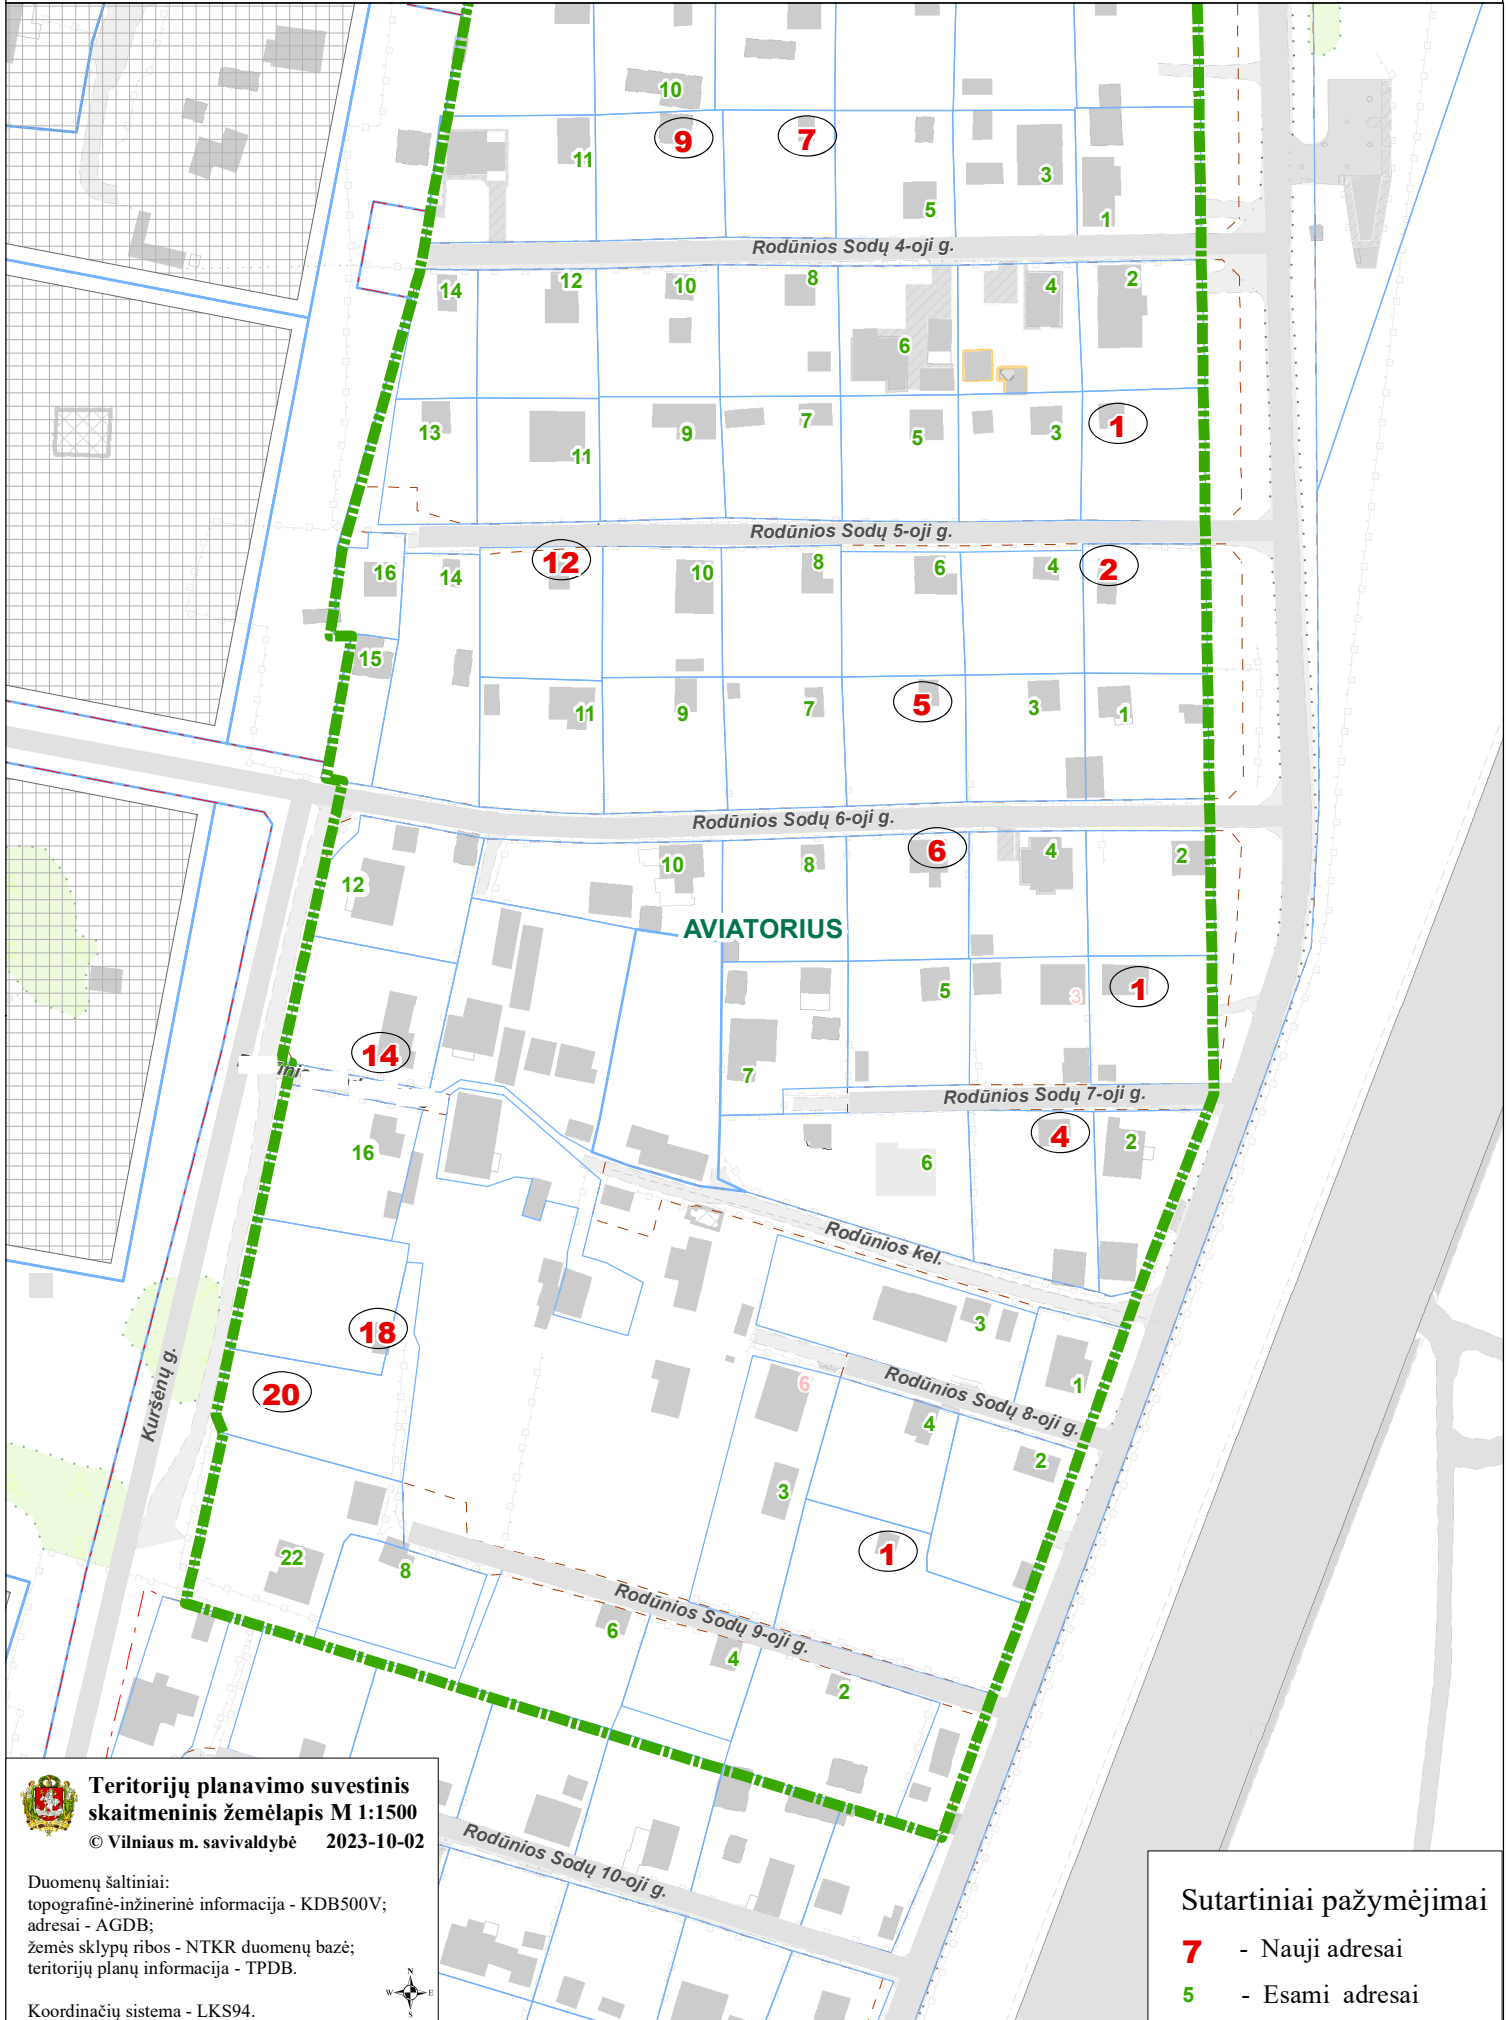 10
9
7
11
3
5
1
Rodūnios Sodų 4-oji g.
14
12
10
8
4
2
6
13
11
9
7
5
3
1
Rodūnios Sodų 5-oji g.
16
14
12
10
8
6
4
2
15
11
9
7
5
3
1
Rodūnios Sodų 6-oji g.
12
10
8
6
4
2
AVIATORIUS
5
3
1
14
7
Rodūnios Sodų 7-oji g.
16
6
4
2
Rodūnios kel.
18
3
20
Kuršėnų g.
6
1
Rodūnios Sodų 8-oji g.
4
2
3
1
22
8
Rodūnios Sodų 9-oji g.
6
4
2
Rodūnios Sodų 10-oji g.
Teritorijų planavimo suvestinis
skaitmeninis žemėlapis M 1:1500
© Vilniaus m. savivaldybė 2023-10-02
Duomenų šaltiniai:
topografinė-inžinerinė informacija - KDB500V;
adresai - AGDB;
žemės sklypų ribos - NTKR duomenų bazė;
teritorijų planų informacija - TPDB.
Koordinačių sistema - LKS94.
N
W E
S
Sutartiniai pažymėjimai
7 - Nauji adresai
5 - Esami adresai